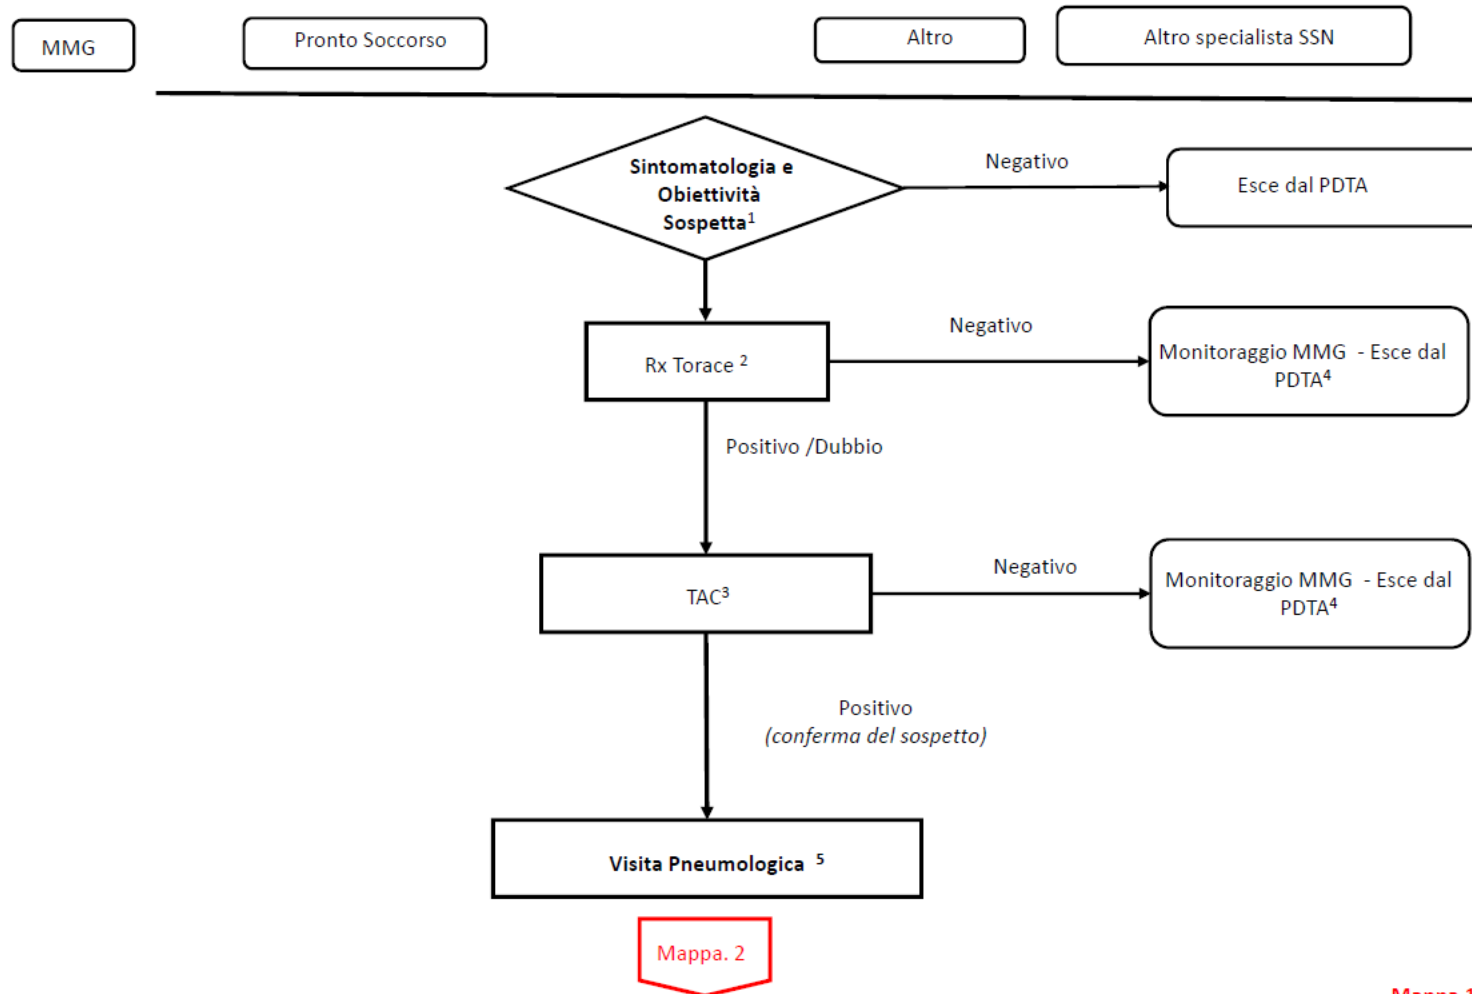 MMG
Pronto Soccorso
Altro
Altro specialista SSN
Sintomatologia e
Obiettività
Sospetta¹
Negativo
Esce dal PDTA
Rx Torace ²
Negativo
Monitoraggio MMG - Esce dal
PDTA⁴
Positivo /Dubbio
TAC³
Negativo
Monitoraggio MMG - Esce dal
PDTA⁴
Positivo
(conferma del sospetto)
Visita Pneumologica ⁵
Mappa. 2
Mappa 1